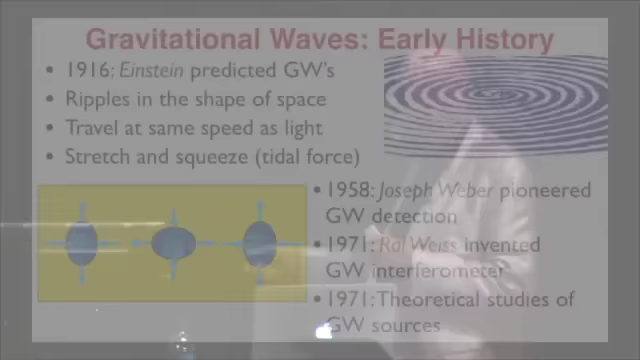 Gravitational Waves: Early History
• 1916: Einstein predicted GW's
• Ripples in the shape of space
• Travel at same speed as light
• Stretch and squeeze (tidal force)
• 1958: Joseph Weber pioneered
GW detection
• 1971: Rai Weiss invented
GW interferometer
• 1971: Theoretical studies of
GW sources